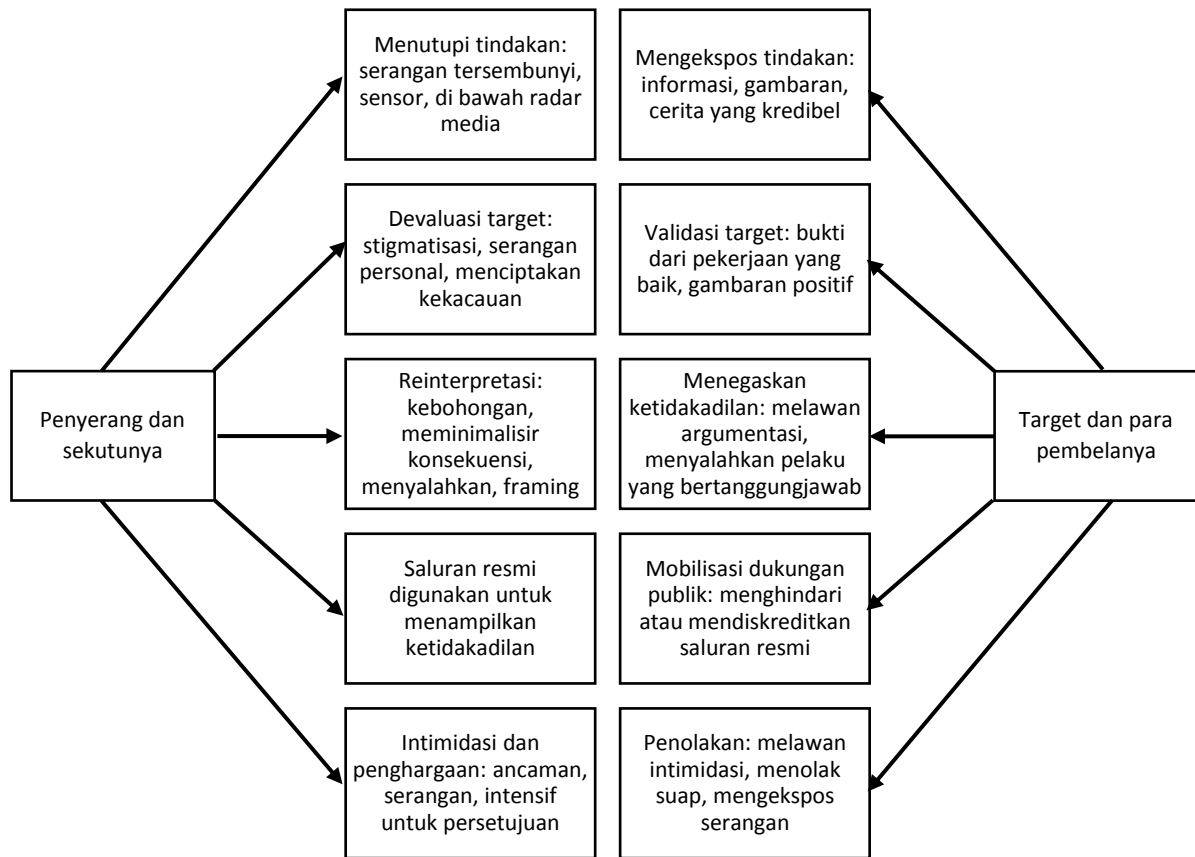 Menutupi tindakan:
serangan tersembunyi,
sensor, di bawah radar
media
Mengekspos tindakan:
informasi, gambaran,
cerita yang kredibel
Devaluasi target:
stigmatisasi, serangan
personal, menciptakan
kekacauan
Validasi target: bukti
dari pekerjaan yang
baik, gambaran positif
Penyerang dan
sekutunya
Reinterpretasi:
kebohongan,
meminimalisir
konsekuensi,
menyalahkan, framing
Menegaskan
ketidakadilan: melawan
argumentasi,
menyalahkan pelaku
yang bertanggungjawab
Target dan para
pembelanya
Saluran resmi
digunakan untuk
menampilkan
ketidakadilan
Mobilisasi dukungan
publik: menghindari
atau mendiskreditkan
saluran resmi
Intimidasi dan
penghargaan: ancaman,
serangan, intensif
untuk persetujuan
Penolakan: melawan
intimidasi, menolak
suap, mengekspos
serangan